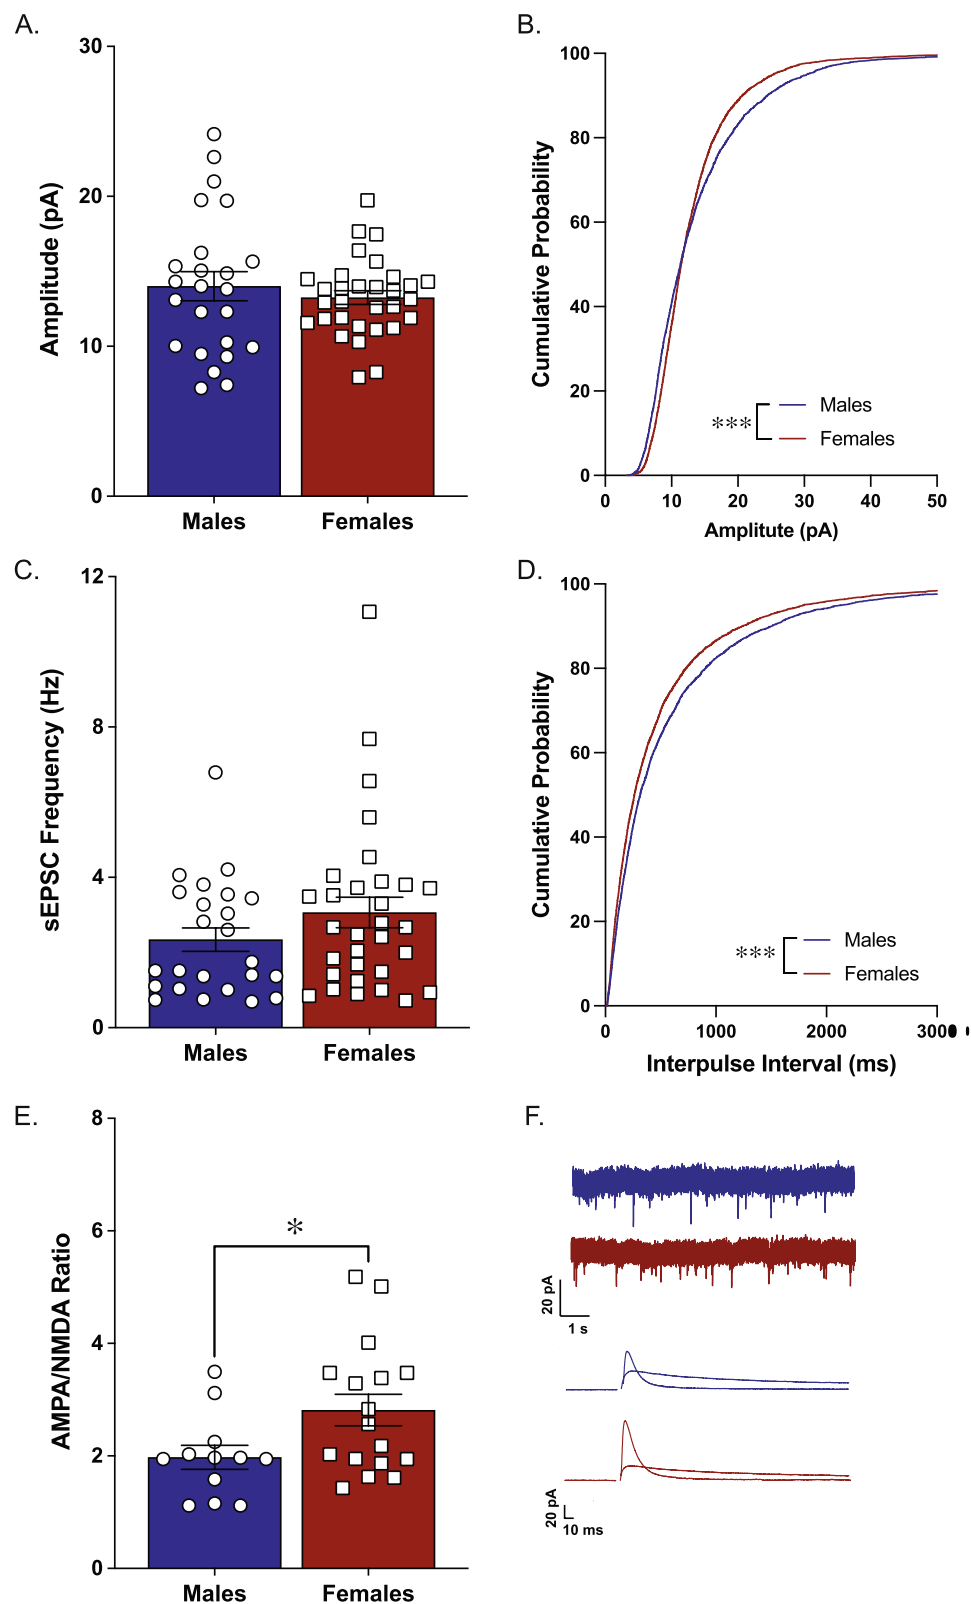 A.
30
20
10
0
Amplitude (pA)
Males
Females
B.
100
80
60
40
20
0
Cumulative Probability
***
Males
Females
0 10 20 30 40 50
Amplitute (pA)
C.
12
8
4
0
sEPSC Frequency (Hz)
Males
Females
D.
100
80
60
40
20
0
Cumulative Probability
***
Males
Females
0 1000 2000 3000
Interpulse Interval (ms)
E.
8
6
4
2
0
AMPA/NMDA Ratio
*
Males
Females
F.
20 pA
1 s
20 pA
10 ms